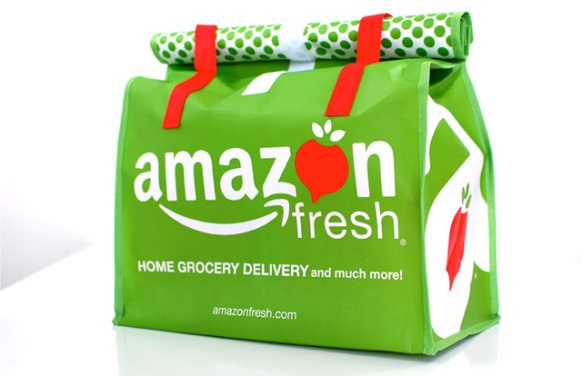 amazon
fresh®
HOME GROCERY DELIVERY and much more!
amazonfresh.com